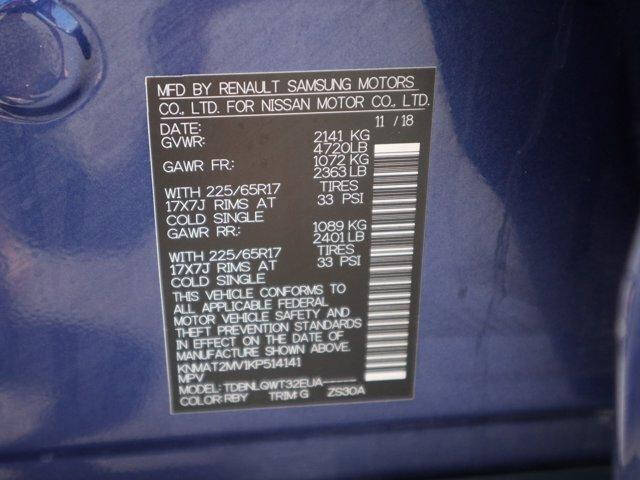 MFD BY RENAULT SAMSUNG MOTORS
CO., LTD. FOR NISSAN MOTOR CO., LTD.
DATE: 11 / 18
GVWR: 2141 KG
4720LB
GAWR FR: 1072 KG
2363 LB
WITH 225/65R17 TIRES
17X7J RIMS AT 33 PSI
COLD SINGLE
GAWR RR: 1089 KG
2401 LB
WITH 225/65R17 TIRES
17X7J RIMS AT 33 PSI
COLD SINGLE
THIS VEHICLE CONFORMS TO
ALL APPLICABLE FEDERAL
MOTOR VEHICLE SAFETY AND
THEFT PREVENTION STANDARDS
IN EFFECT ON THE DATE OF
MANUFACTURE SHOWN ABOVE.
KNMAT2MV1KP514141
MPV
MODEL: TDBNLQWT32EUA-----
COLOR: RBY TRIM: G ZS30A